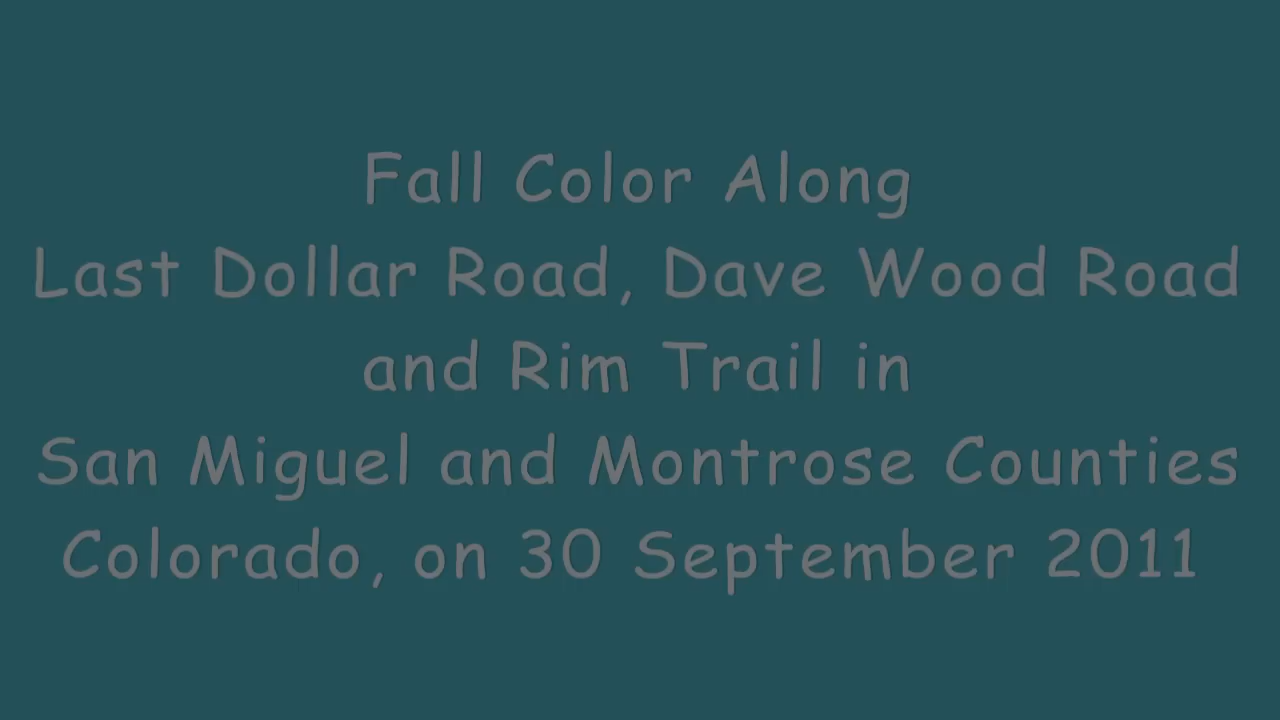 Fall Color Along
Last Dollar Road, Dave Wood Road
and Rim Trail in
San Miguel and Montrose Counties
Colorado, on 30 September 2011